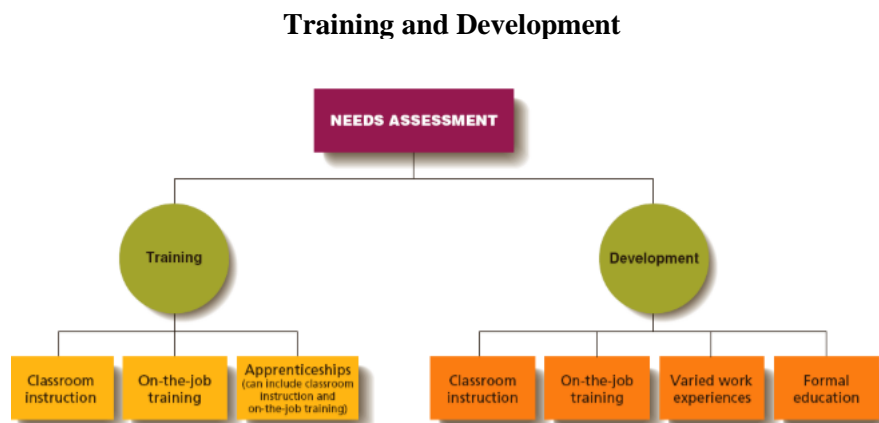 Training and Development
NEEDS ASSESSMENT
Training
Development
Classroom
instruction
On-the-job
training
Apprenticeships
(can include classroom
instruction and
on-the-job training)
Classroom
instruction
On-the-job
training
Varied work
experiences
Formal
education